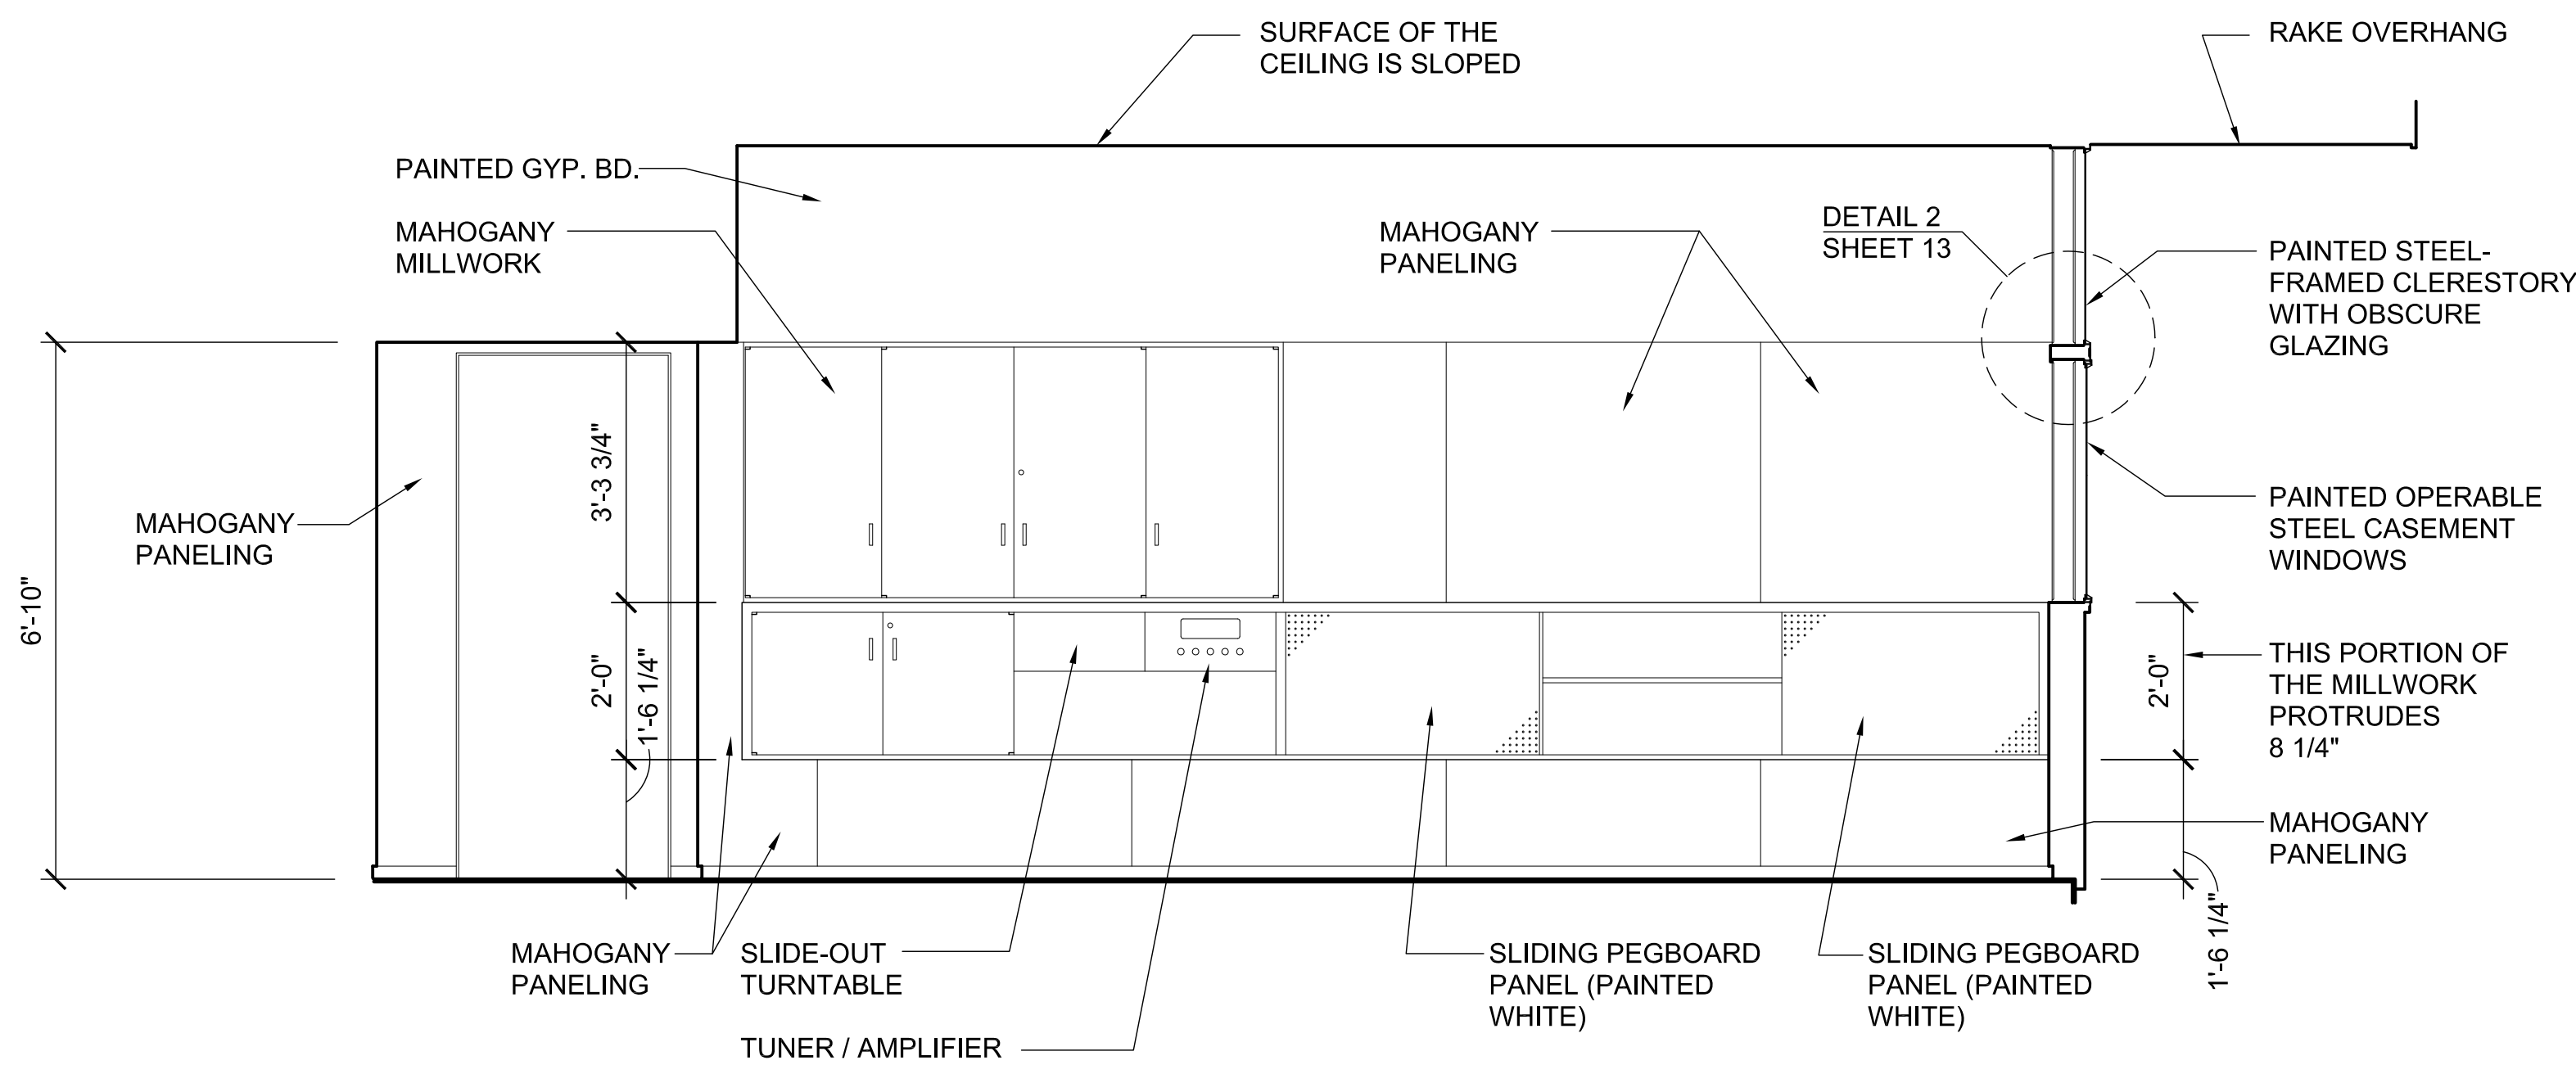 SURFACE OF THE
CEILING IS SLOPED
RAKE OVERHANG
PAINTED GYP. BD.
MAHOGANY
MILLWORK
MAHOGANY
PANELING
DETAIL 2
SHEET 13
PAINTED STEEL-
FRAMED CLERESTORY
WITH OBSCURE
GLAZING
MAHOGANY
PANELING
6'-10"
3'-3 3/4"
2'-0"
1'-6 1/4"
PAINTED OPERABLE
STEEL CASEMENT
WINDOWS
2'-0"
THIS PORTION OF
THE MILLWORK
PROTRUDES
8 1/4"
MAHOGANY
PANELING
1'-6 1/4"
MAHOGANY
PANELING
SLIDE-OUT
TURNTABLE
TUNER / AMPLIFIER
SLIDING PEGBOARD
PANEL (PAINTED
WHITE)
SLIDING PEGBOARD
PANEL (PAINTED
WHITE)